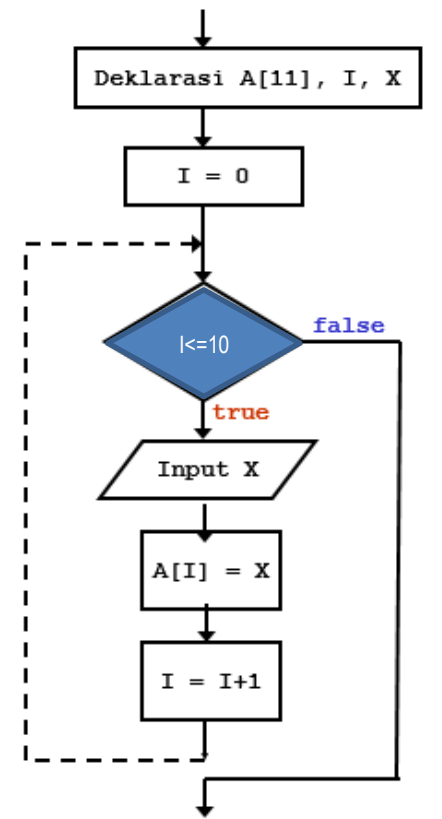 Deklarasi A[11], I, X
I = 0
I<=10
false
true
Input X
A[I] = X
I = I+1